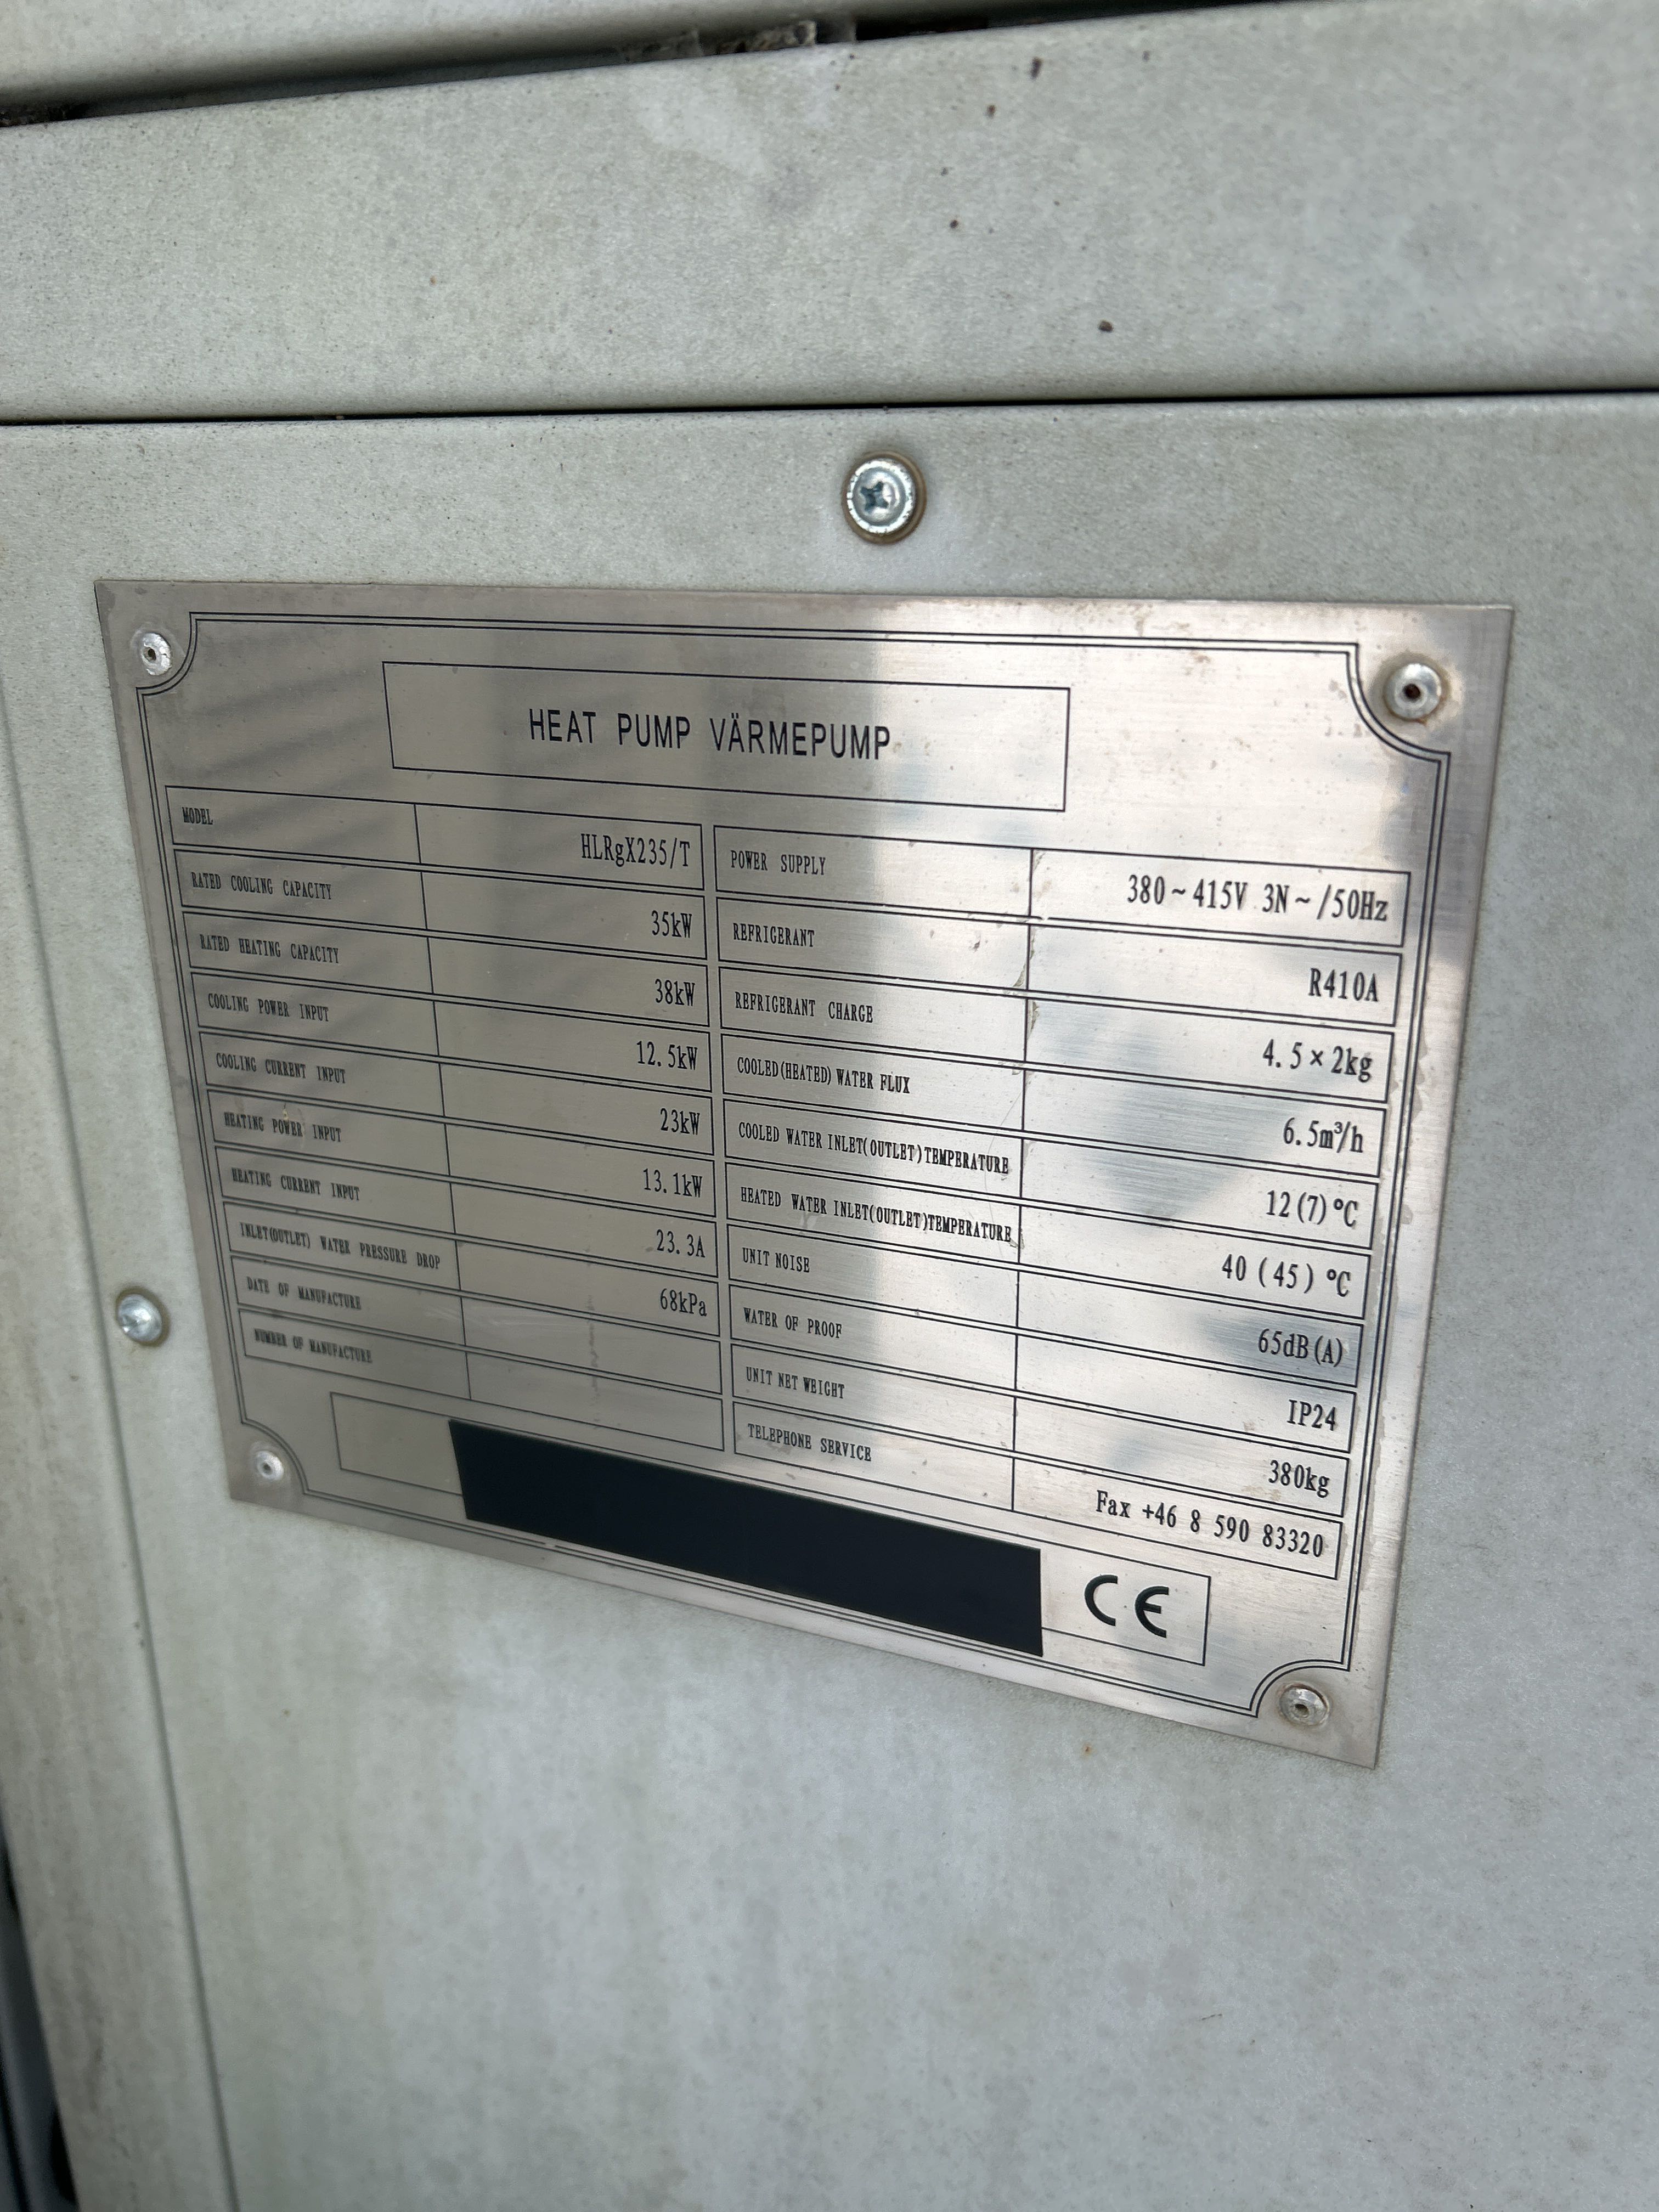 HEAT PUMP VÄRMEPUMP
MODEL HLRgX235/T
RATED COOLING CAPACITY 35kW
RATED HEATING CAPACITY 38kW
COOLING POWER INPUT 12.5kW
COOLING CURRENT INPUT 23kW
HEATING POWER INPUT 13.1kW
HEATING CURRENT INPUT 23.3A
INLET(OUTLET) WATER PRESSURE DROP 68kPa
DATE OF MANUFACTURE
NUMBER OF MANUFACTURE
POWER SUPPLY 380~415V 3N~/50Hz
REFRIGERANT R410A
REFRIGERANT CHARGE 4.5×2kg
COOLED(HEATED) WATER FLUX 6.5m³/h
COOLED WATER INLET(OUTLET)TEMPERATURE 12(7)°C
HEATED WATER INLET(OUTLET)TEMPERATURE 40(45)°C
UNIT NOISE 65dB(A)
WATER OF PROOF IP24
UNIT NET WEIGHT 380kg
TELEPHONE SERVICE Fax +46 8 590 83320
CE